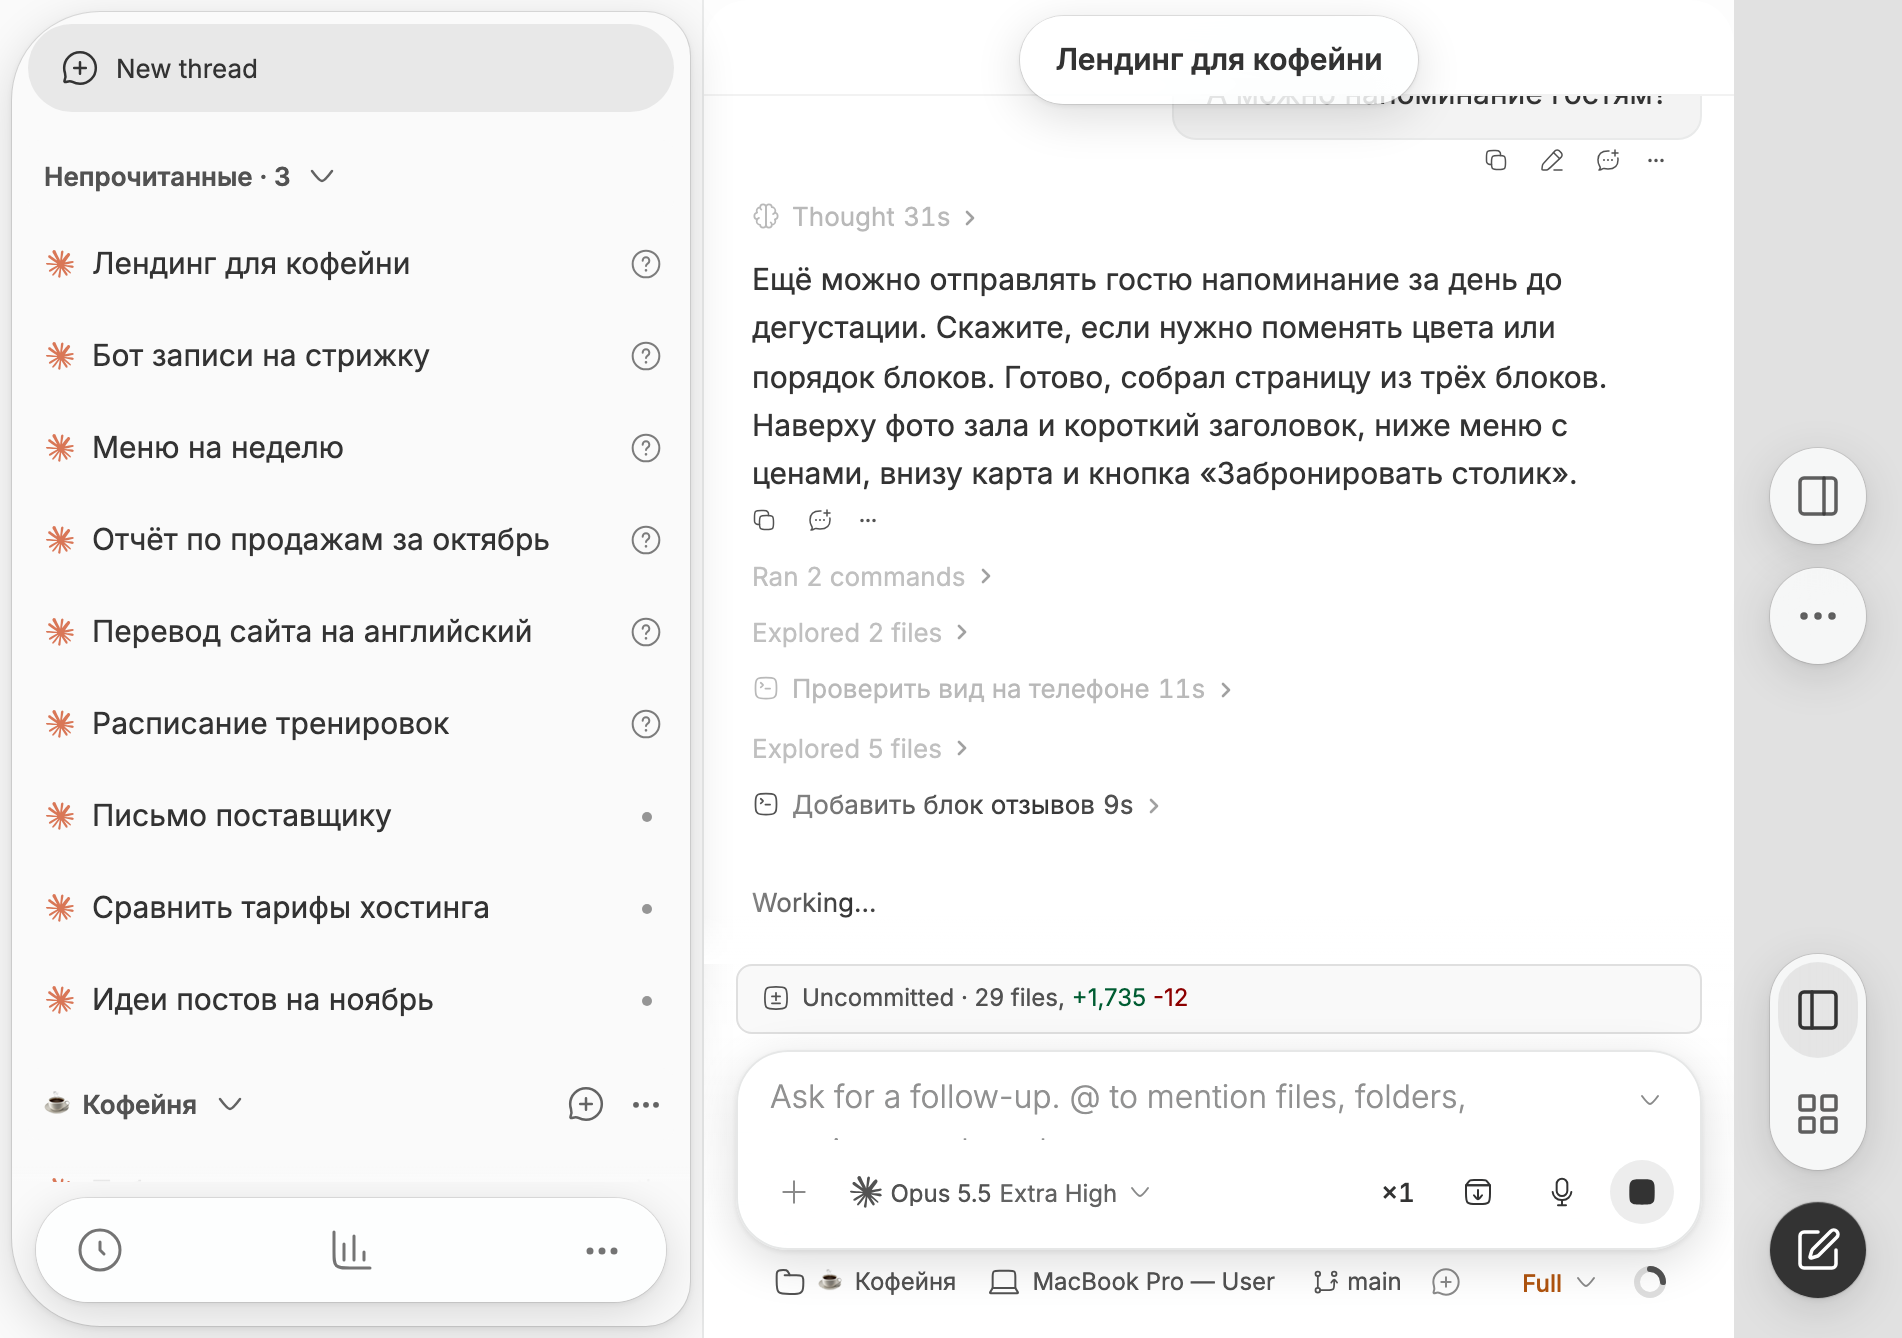 New thread
Непрочитанные · 3
Лендинг для кофейни
Бот записи на стрижку
Меню на неделю
Отчёт по продажам за октябрь
Перевод сайта на английский
Расписание тренировок
Письмо поставщику
Сравнить тарифы хостинга
Идеи постов на ноябрь
Кофейня
Лендинг для кофейни
А можно напоминание гостям?
Thought 31s
Ещё можно отправлять гостю напоминание за день до
дегустации. Скажите, если нужно поменять цвета или
порядок блоков. Готово, собрал страницу из трёх блоков.
Наверху фото зала и короткий заголовок, ниже меню с
ценами, внизу карта и кнопка «Забронировать столик».
Ran 2 commands
Explored 2 files
Проверить вид на телефоне 11s
Explored 5 files
Добавить блок отзывов 9s
Working...
Uncommitted · 29 files, +1,735 -12
Ask for a follow-up. @ to mention files, folders,
Opus 5.5 Extra High
×1
Кофейня
MacBook Pro — User
main
Full